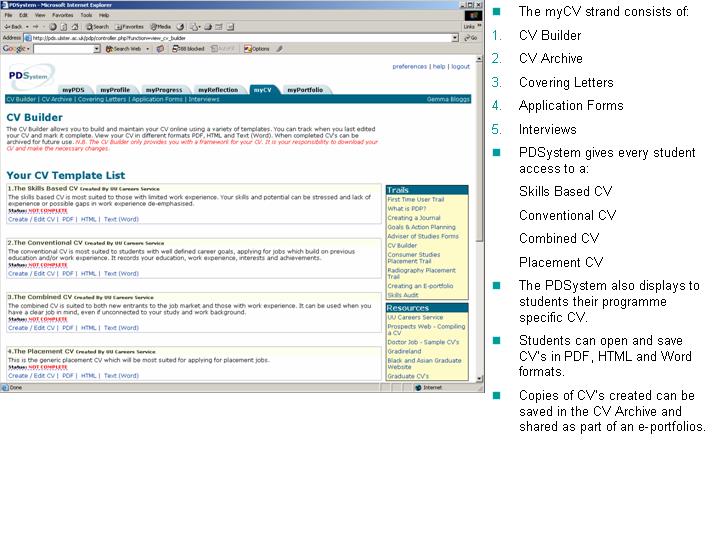 PDSystem - Microsoft Internet Explorer
File Edit View Favorites Tools Help
Back Search Favorites Media Links
Address http://pds.ulster.ac.uk/pdp/controller.php?function=view_cv_builder Go
Google Search Web 388 blocked AutoFill Options
PDSystem
preferences | help | logout
myPDS myProfile myProgress myReflection myCV myPortfolio
CV Builder | CV Archive | Covering Letters | Application Forms | Interviews Gemma Bloggs
CV Builder
The CV Builder allows you to build and maintain your CV online using a variety of templates. You can track when you last edited
your CV and mark it complete. View your CV in different formats PDF, HTML and Text (Word). When completed CV's can be
archived for future use. N.B. The CV Builder only provides you with a framework for your CV. It is your responsibility to download your
CV and make the necessary changes.
Your CV Template List
1.The Skills Based CV Created By UU Careers Service
The skills based CV is most suited to those with limited work experience. Your skills and potential can be stressed and lack of
experience or possible gaps in work experience de-emphasised.
Status: NOT COMPLETE
Create / Edit CV | PDF | HTML | Text (Word)
2.The Conventional CV Created By UU Careers Service
The conventional CV is most suited to students with well defined career goals, applying for jobs which build on previous
education and/or work experience. It records your education, work experience, interests and achievements.
Status: NOT COMPLETE
Create / Edit CV | PDF | HTML | Text (Word)
3.The Combined CV Created By UU Careers Service
The combined CV is suited to both new entrants to the job market and those with work experience. It can be used when you
have a clear job in mind, even if unconnected to your study and work background.
Status: NOT COMPLETE
Create / Edit CV | PDF | HTML | Text (Word)
4.The Placement CV Created By UU Careers Service
This is the generic placement CV which will most suited for applying for placement jobs.
Status: NOT COMPLETE
Create / Edit CV | PDF | HTML | Text (Word)
Trails
First Time User Trail
What is PDP?
Creating a Journal
Goals & Action Planning
Adviser of Studies Forms
CV Builder
Consumer Studies
Placement Trail
Radiography Placement
Trail
Creating an E-portfolio
Skills Audit
Resources
UU Careers Service
Prospects Web - Compiling
a CV
Doctor Job - Sample CV's
Gradireland
Black and Asian Graduate
Website
Graduate CV's
Done Internet
The myCV strand consists of:
1. CV Builder
2. CV Archive
3. Covering Letters
4. Application Forms
5. Interviews
PDSystem gives every student
access to a:
Skills Based CV
Conventional CV
Combined CV
Placement CV
The PDSystem also displays to
students their programme
specific CV.
Students can open and save
CV's in PDF, HTML and Word
formats.
Copies of CV's created can be
saved in the CV Archive and
shared as part of an e-portfolios.